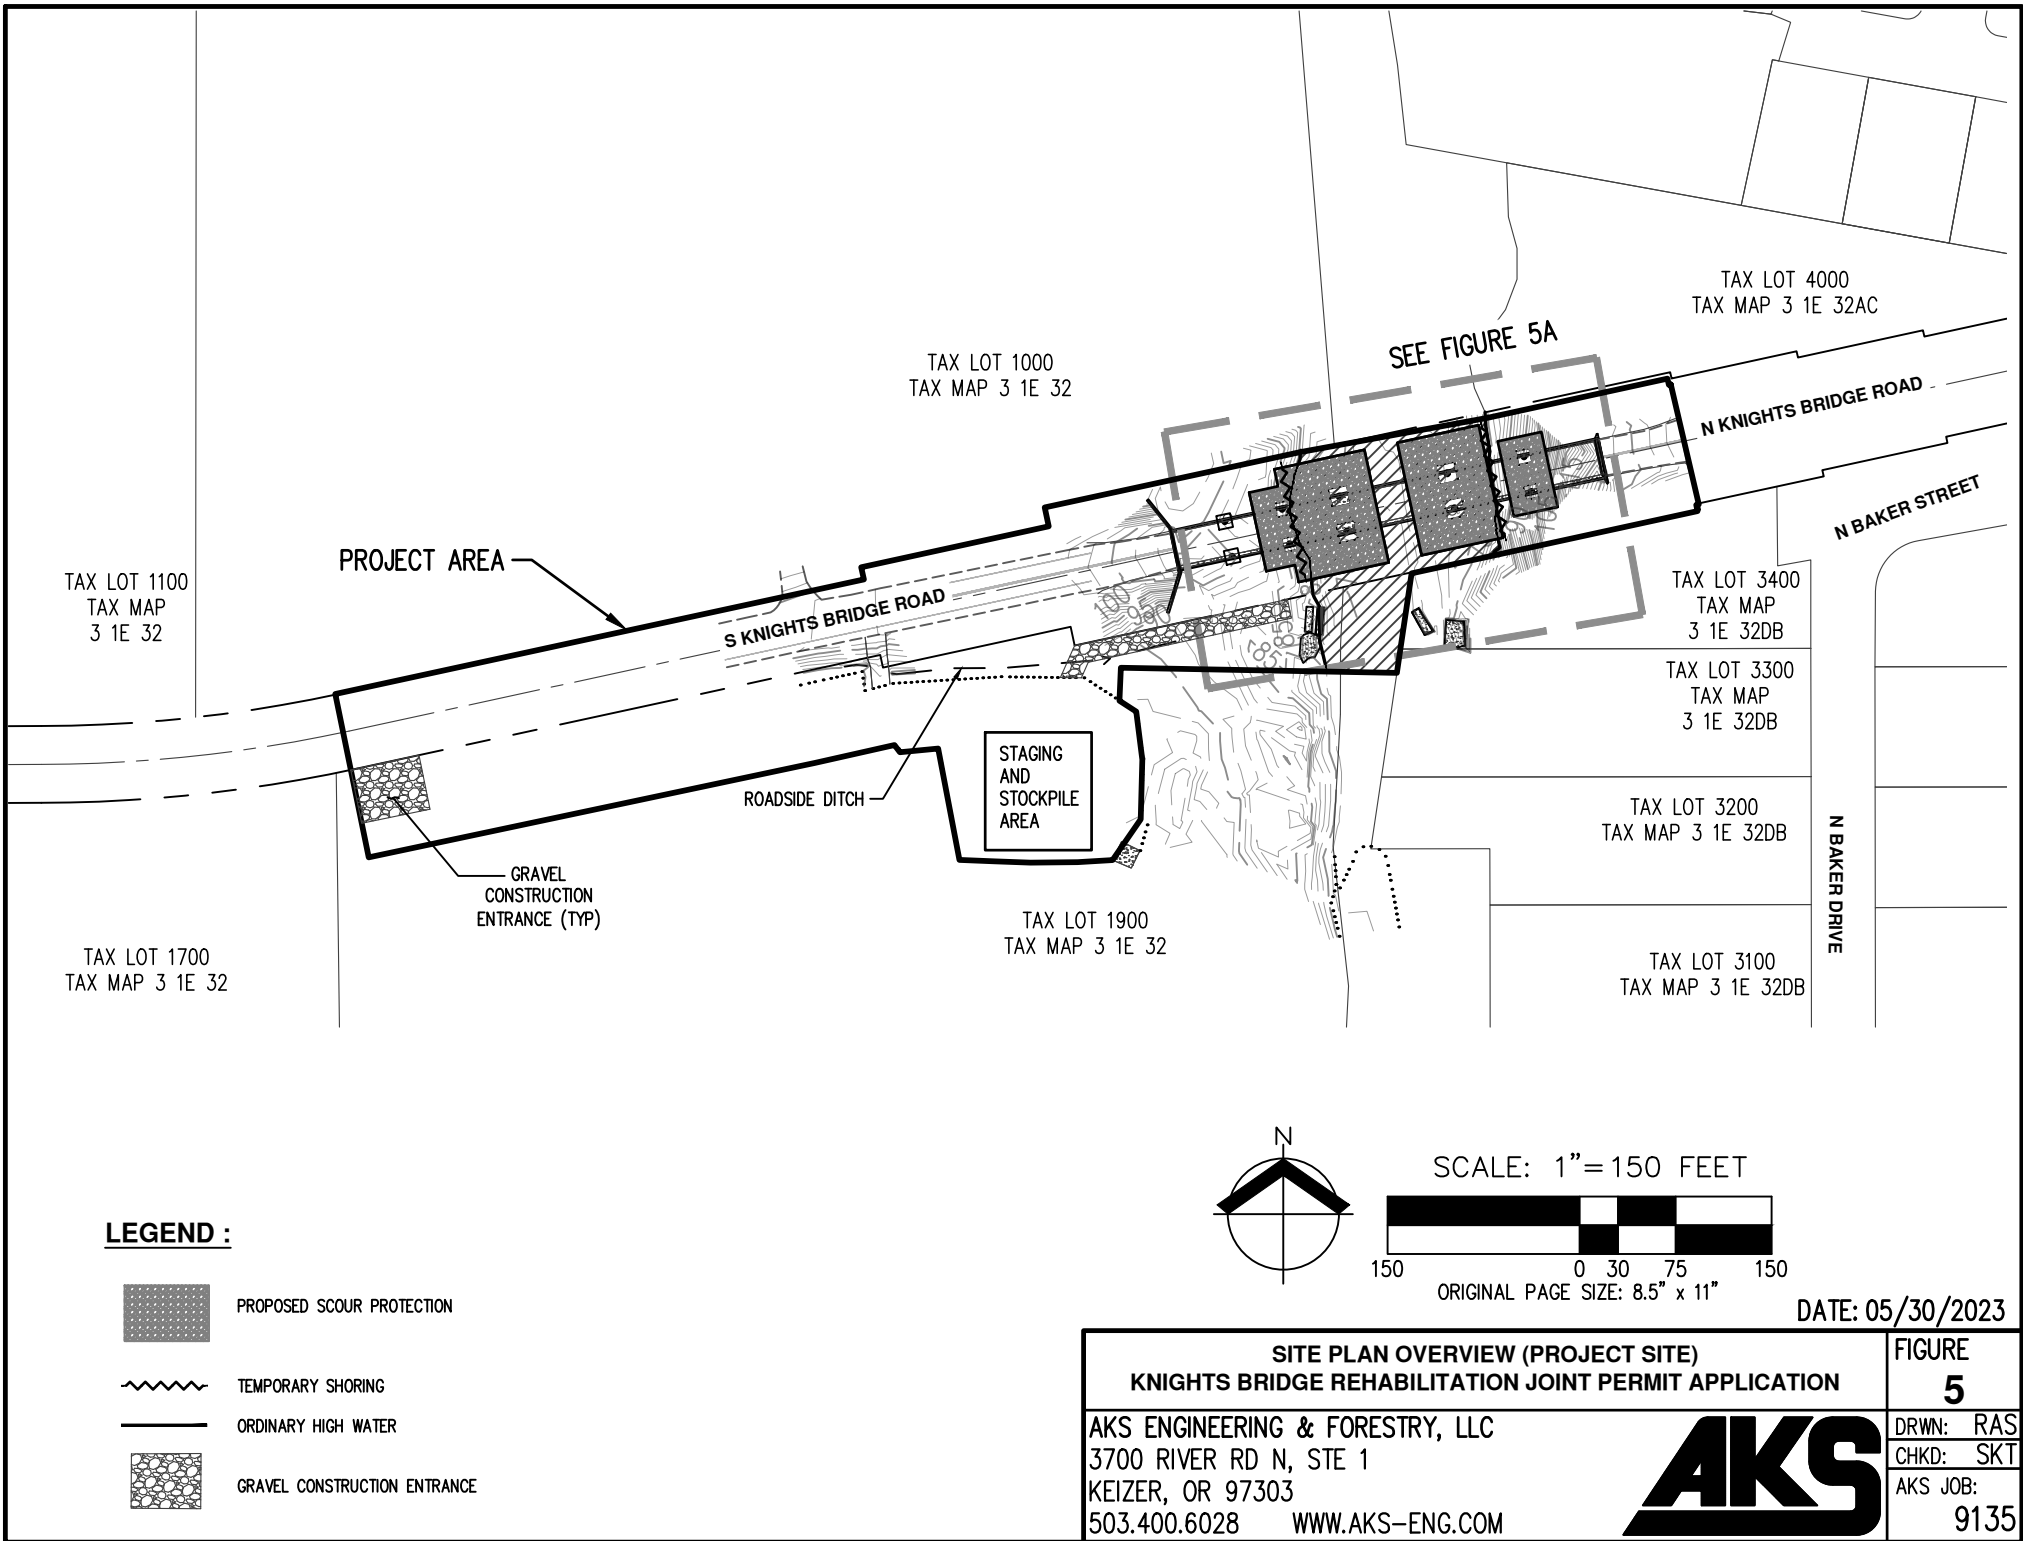 TAX LOT 4000
TAX MAP 3 1E 32AC
SEE FIGURE 5A
TAX LOT 1000
TAX MAP 3 1E 32
N KNIGHTS BRIDGE ROAD
N BAKER STREET
PROJECT AREA
TAX LOT 1100
TAX MAP
3 1E 32
S KNIGHTS BRIDGE ROAD
100
95
90
85
85
TAX LOT 3400
TAX MAP
3 1E 32DB
TAX LOT 3300
TAX MAP
3 1E 32DB
STAGING
AND
STOCKPILE
AREA
ROADSIDE DITCH
TAX LOT 3200
TAX MAP 3 1E 32DB
N BAKER DRIVE
GRAVEL
CONSTRUCTION
ENTRANCE (TYP)
TAX LOT 1900
TAX MAP 3 1E 32
TAX LOT 1700
TAX MAP 3 1E 32
TAX LOT 3100
TAX MAP 3 1E 32DB
N
SCALE: 1"=150 FEET
150 0 30 75 150
ORIGINAL PAGE SIZE: 8.5" x 11"
LEGEND :
PROPOSED SCOUR PROTECTION
TEMPORARY SHORING
ORDINARY HIGH WATER
GRAVEL CONSTRUCTION ENTRANCE
DATE: 05/30/2023
SITE PLAN OVERVIEW (PROJECT SITE)
KNIGHTS BRIDGE REHABILITATION JOINT PERMIT APPLICATION
FIGURE
5
AKS ENGINEERING & FORESTRY, LLC
3700 RIVER RD N, STE 1
KEIZER, OR 97303
503.400.6028 WWW.AKS-ENG.COM
AKS
DRWN: RAS
CHKD: SKT
AKS JOB:
9135